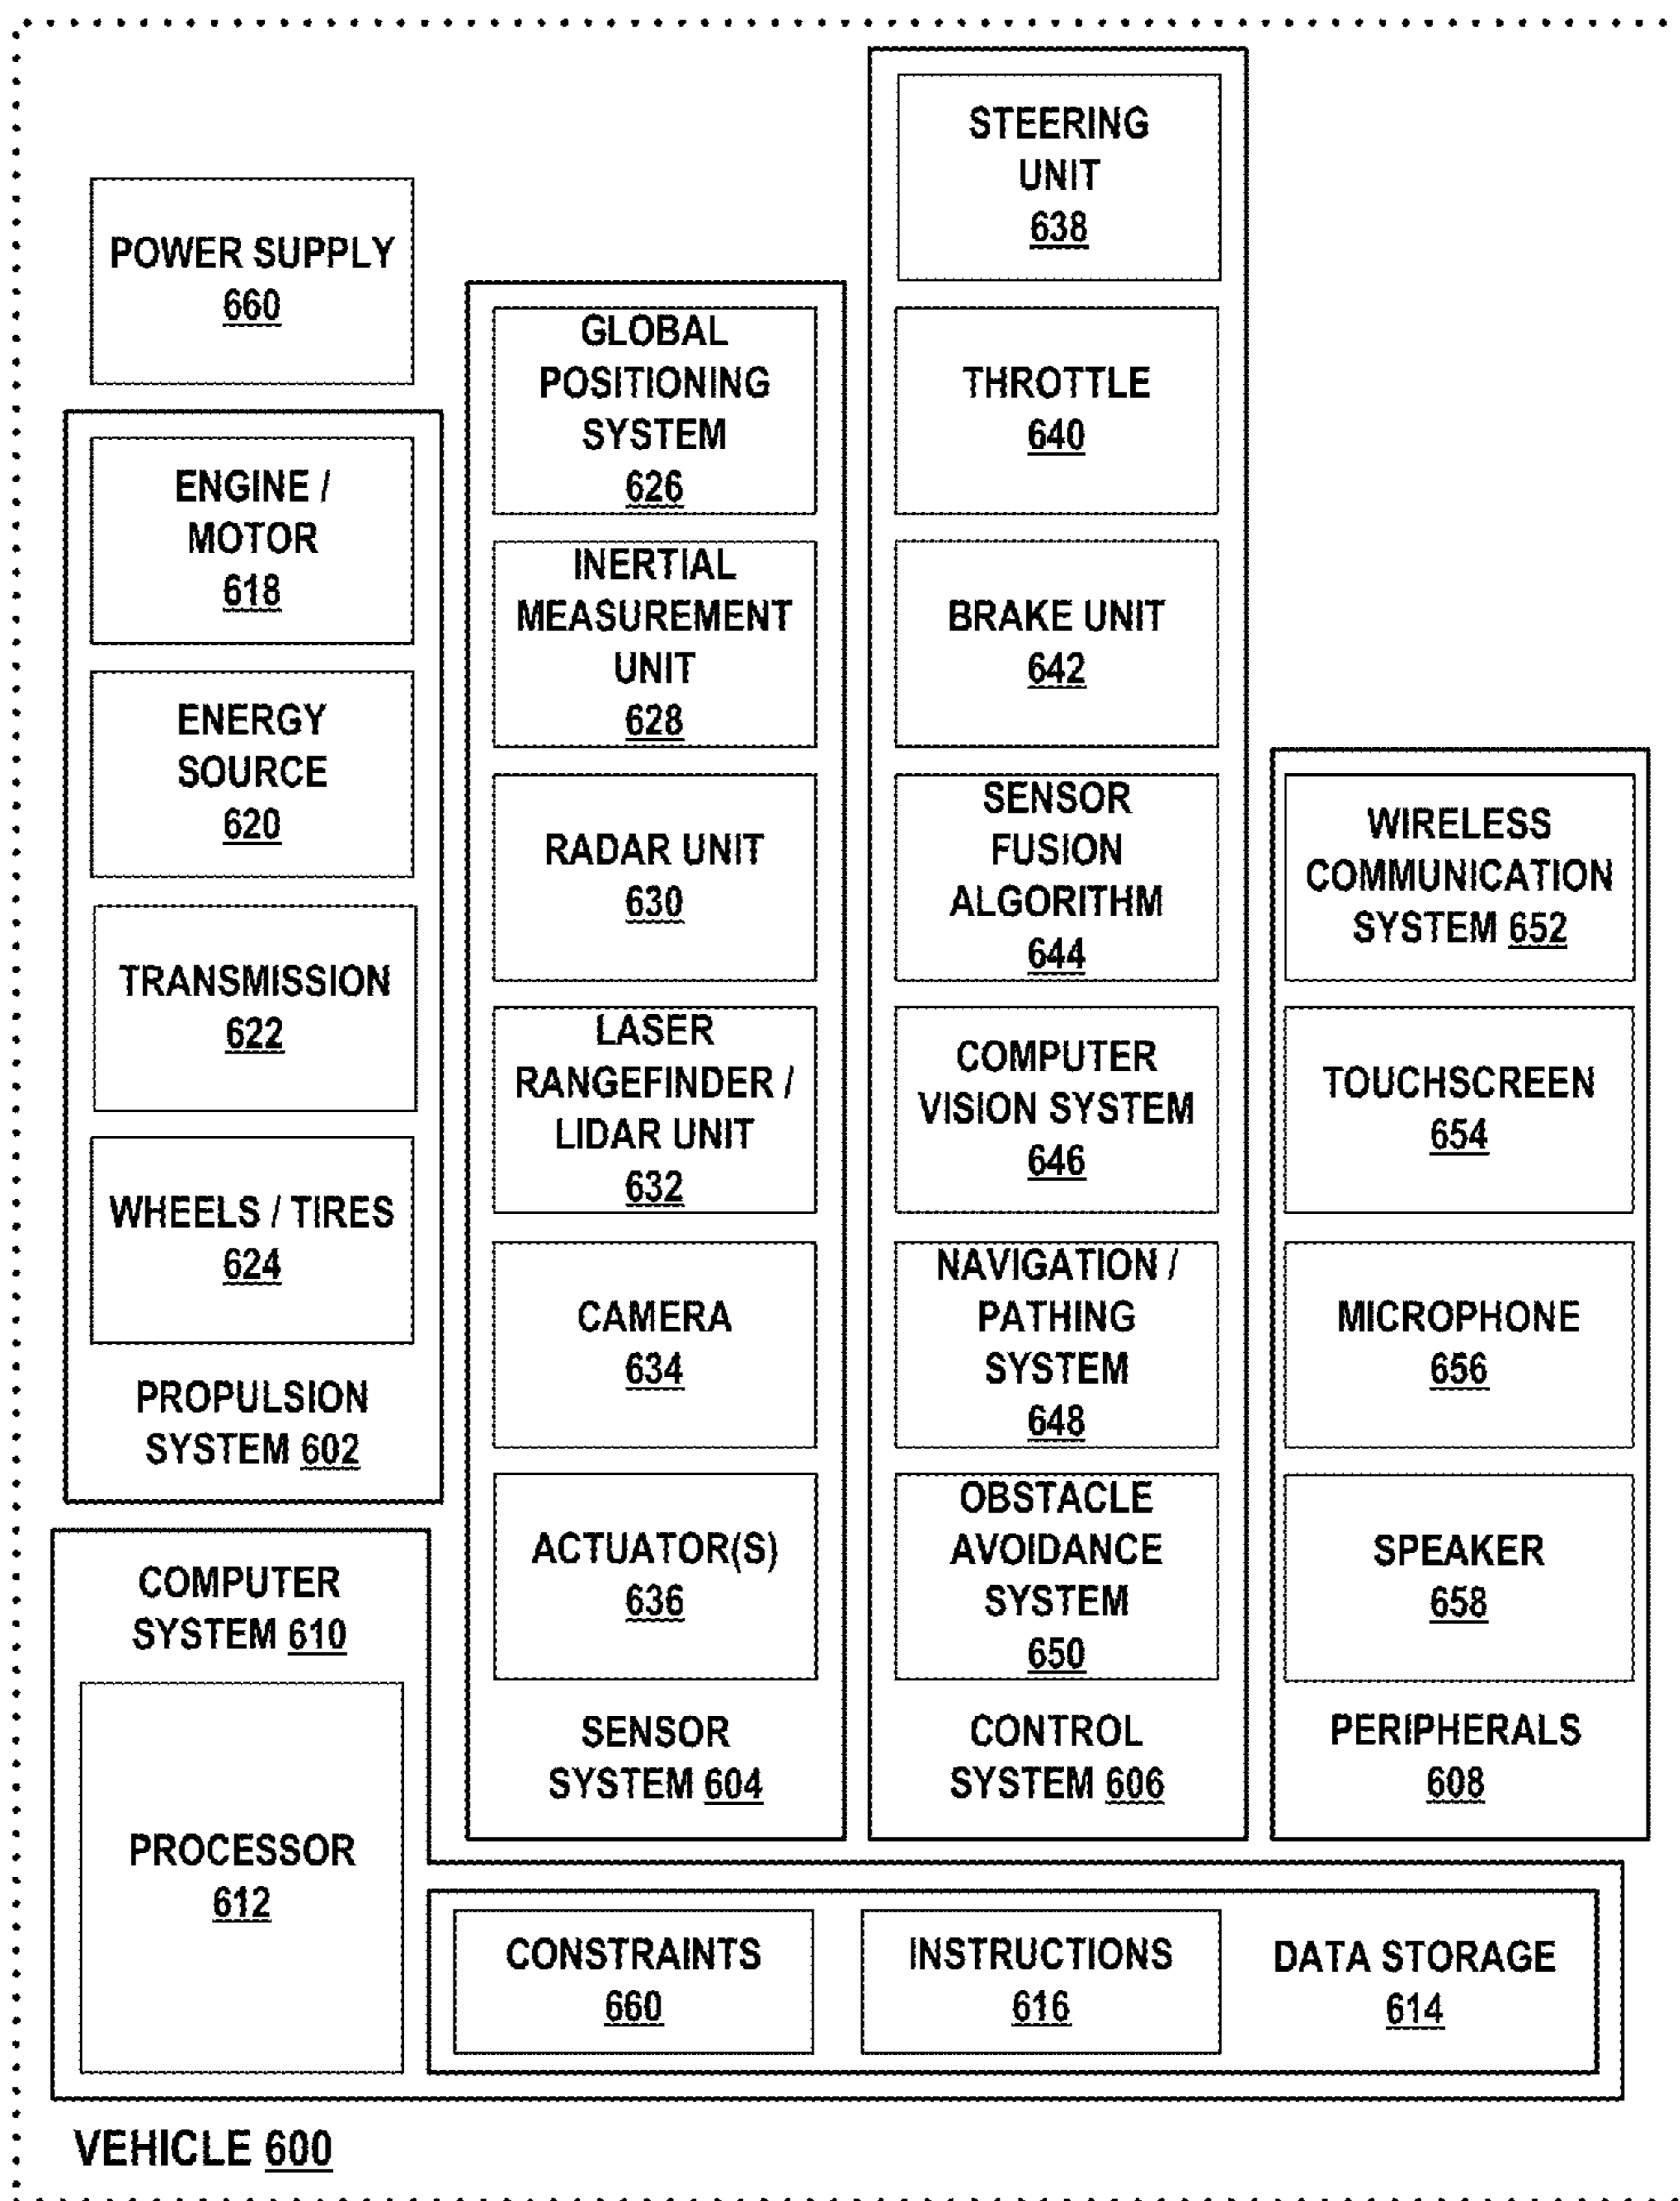 POWER SUPPLY
660
ENGINE /
MOTOR
618
ENERGY
SOURCE
620
TRANSMISSION
622
WHEELS / TIRES
624
PROPULSION
SYSTEM 602
GLOBAL
POSITIONING
SYSTEM
626
INERTIAL
MEASUREMENT
UNIT
628
RADAR UNIT
630
LASER
RANGEFINDER /
LIDAR UNIT
632
CAMERA
634
ACTUATOR(S)
636
SENSOR
SYSTEM 604
STEERING
UNIT
638
THROTTLE
640
BRAKE UNIT
642
SENSOR
FUSION
ALGORITHM
644
COMPUTER
VISION SYSTEM
646
NAVIGATION /
PATHING
SYSTEM
648
OBSTACLE
AVOIDANCE
SYSTEM
650
CONTROL
SYSTEM 606
WIRELESS
COMMUNICATION
SYSTEM 652
TOUCHSCREEN
654
MICROPHONE
656
SPEAKER
658
PERIPHERALS
608
COMPUTER
SYSTEM 610
PROCESSOR
612
CONSTRAINTS
660
INSTRUCTIONS
616
DATA STORAGE
614
VEHICLE 600